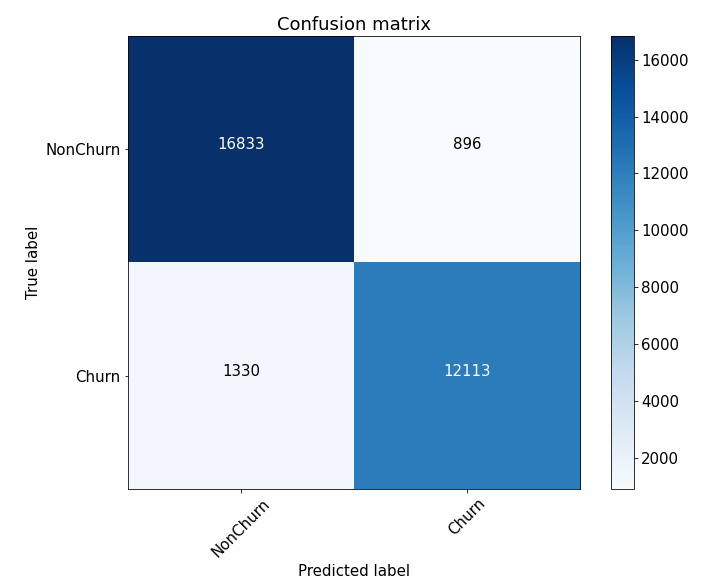 Confusion matrix
NonChurn
16833
896
Churn
1330
12113
True label
NonChurn
Churn
Predicted label
16000
14000
12000
10000
8000
6000
4000
2000